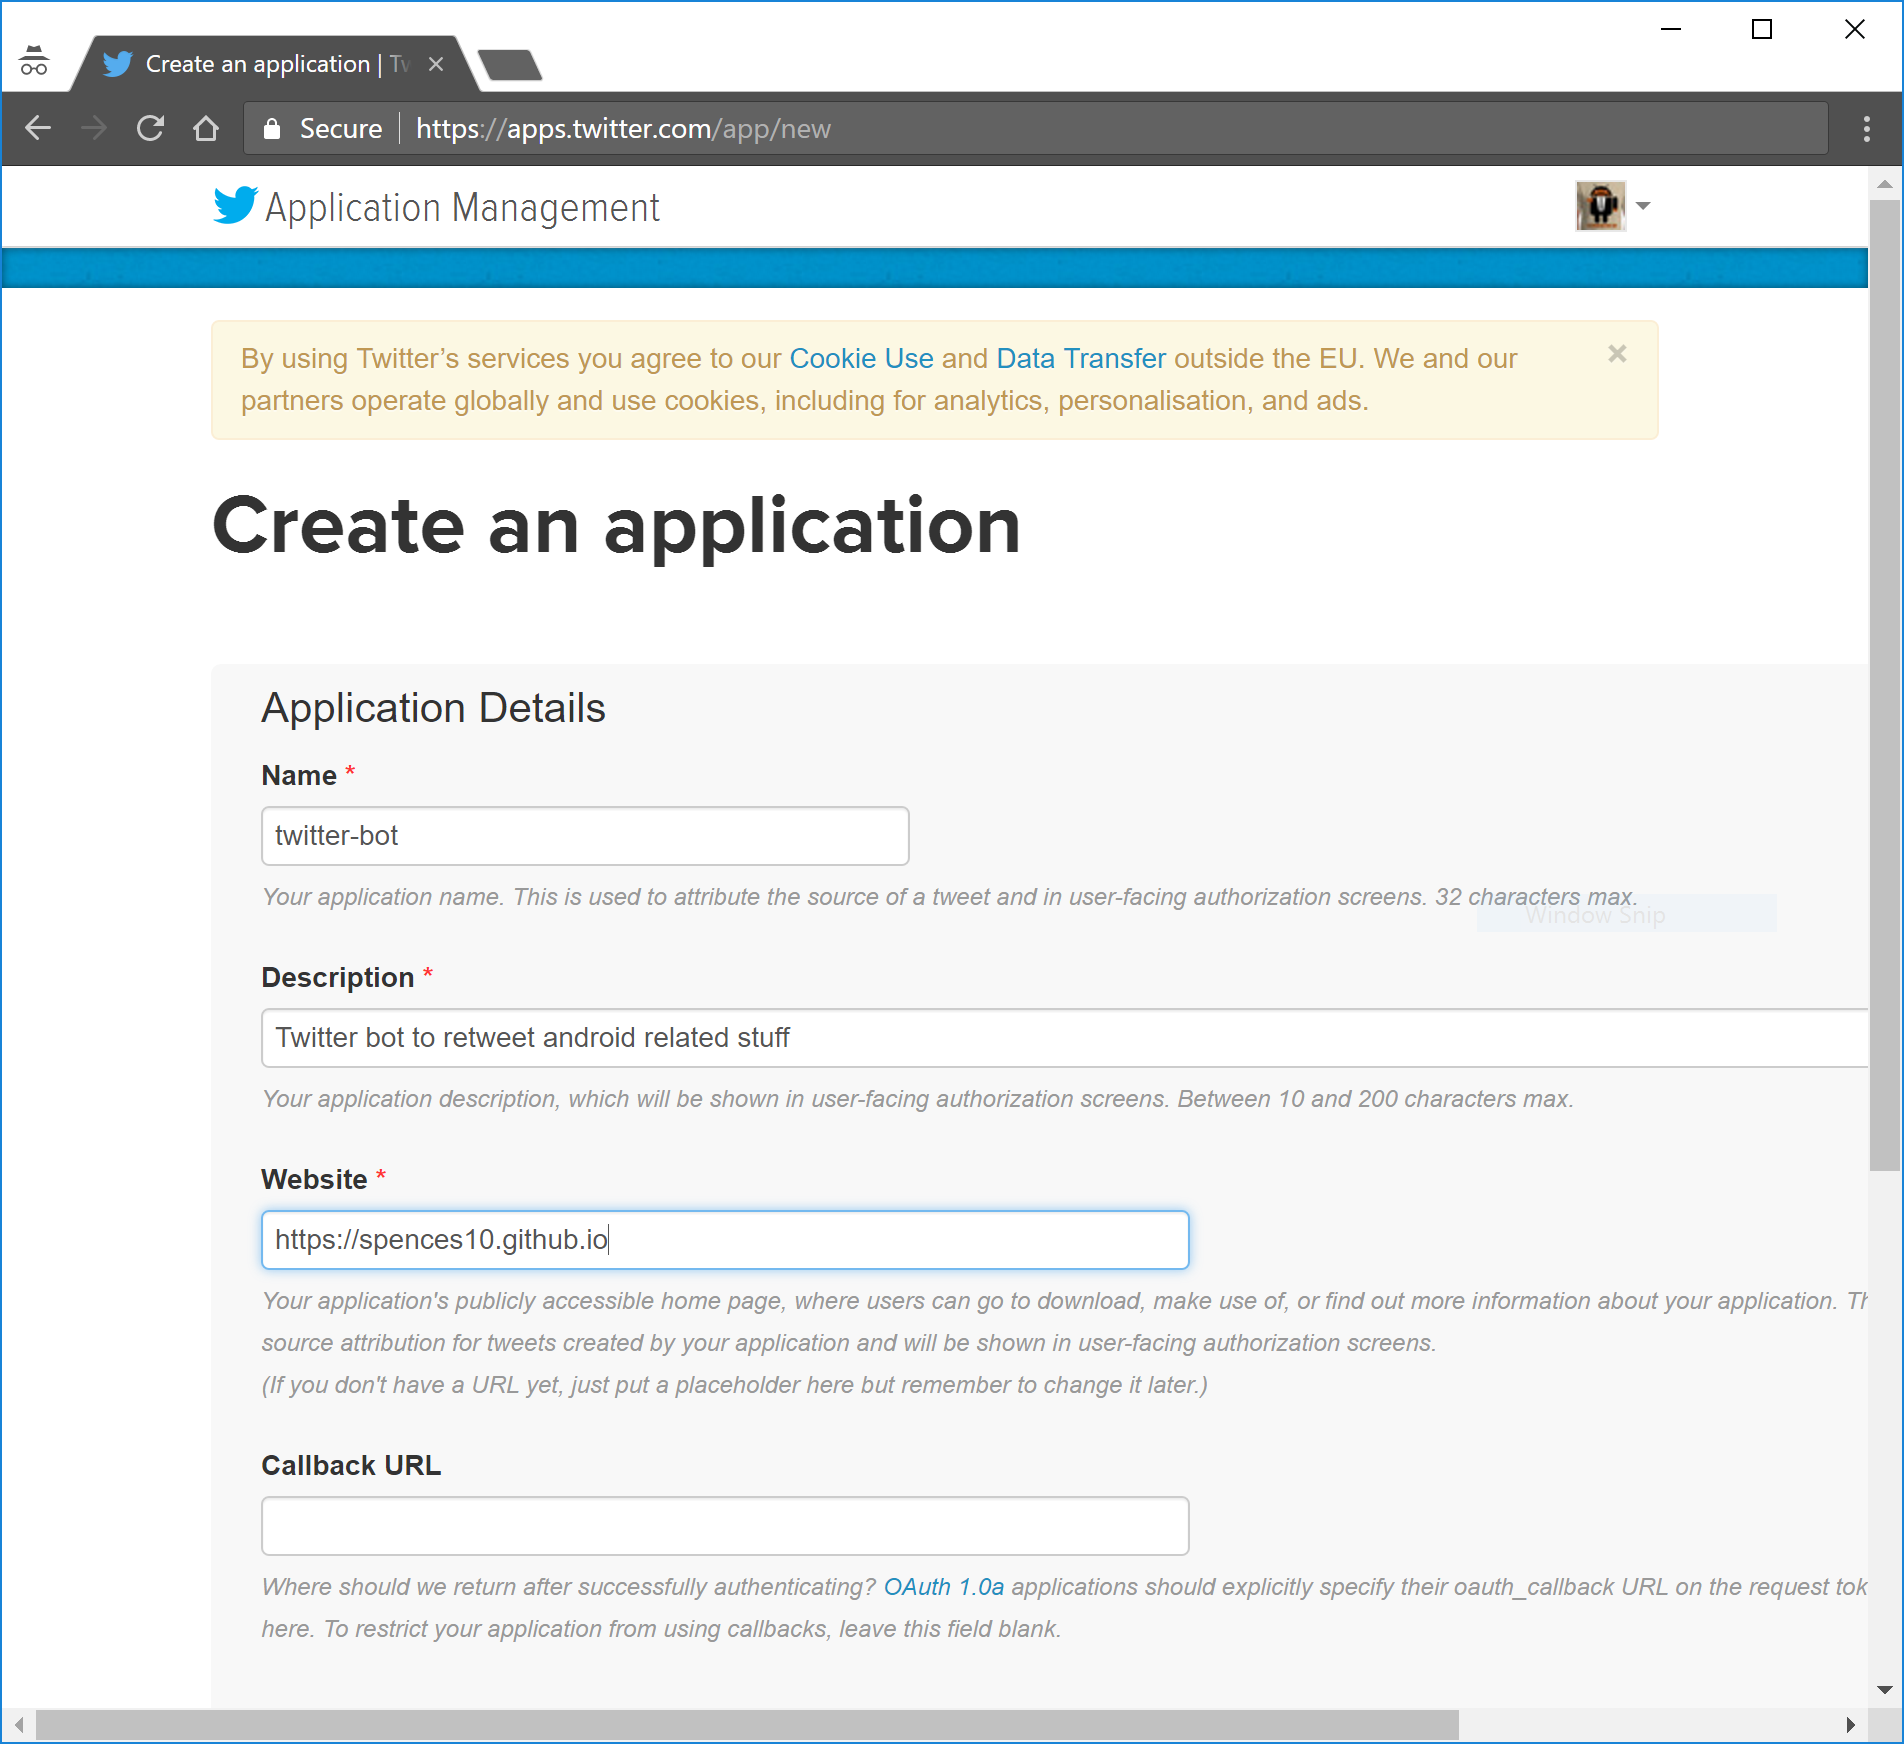 Create an application | Tw
Secure
https://apps.twitter.com/app/new
Application Management
By using Twitter’s services you agree to our Cookie Use and Data Transfer outside the EU. We and our
partners operate globally and use cookies, including for analytics, personalisation, and ads.
Create an application
Application Details
Name *
twitter-bot
Your application name. This is used to attribute the source of a tweet and in user-facing authorization screens. 32 characters max.
Window Snip
Description *
Twitter bot to retweet android related stuff
Your application description, which will be shown in user-facing authorization screens. Between 10 and 200 characters max.
Website *
https://spences10.github.io
Your application's publicly accessible home page, where users can go to download, make use of, or find out more information about your application. Th
source attribution for tweets created by your application and will be shown in user-facing authorization screens.
(If you don't have a URL yet, just put a placeholder here but remember to change it later.)
Callback URL
Where should we return after successfully authenticating? OAuth 1.0a applications should explicitly specify their oauth_callback URL on the request tok
here. To restrict your application from using callbacks, leave this field blank.